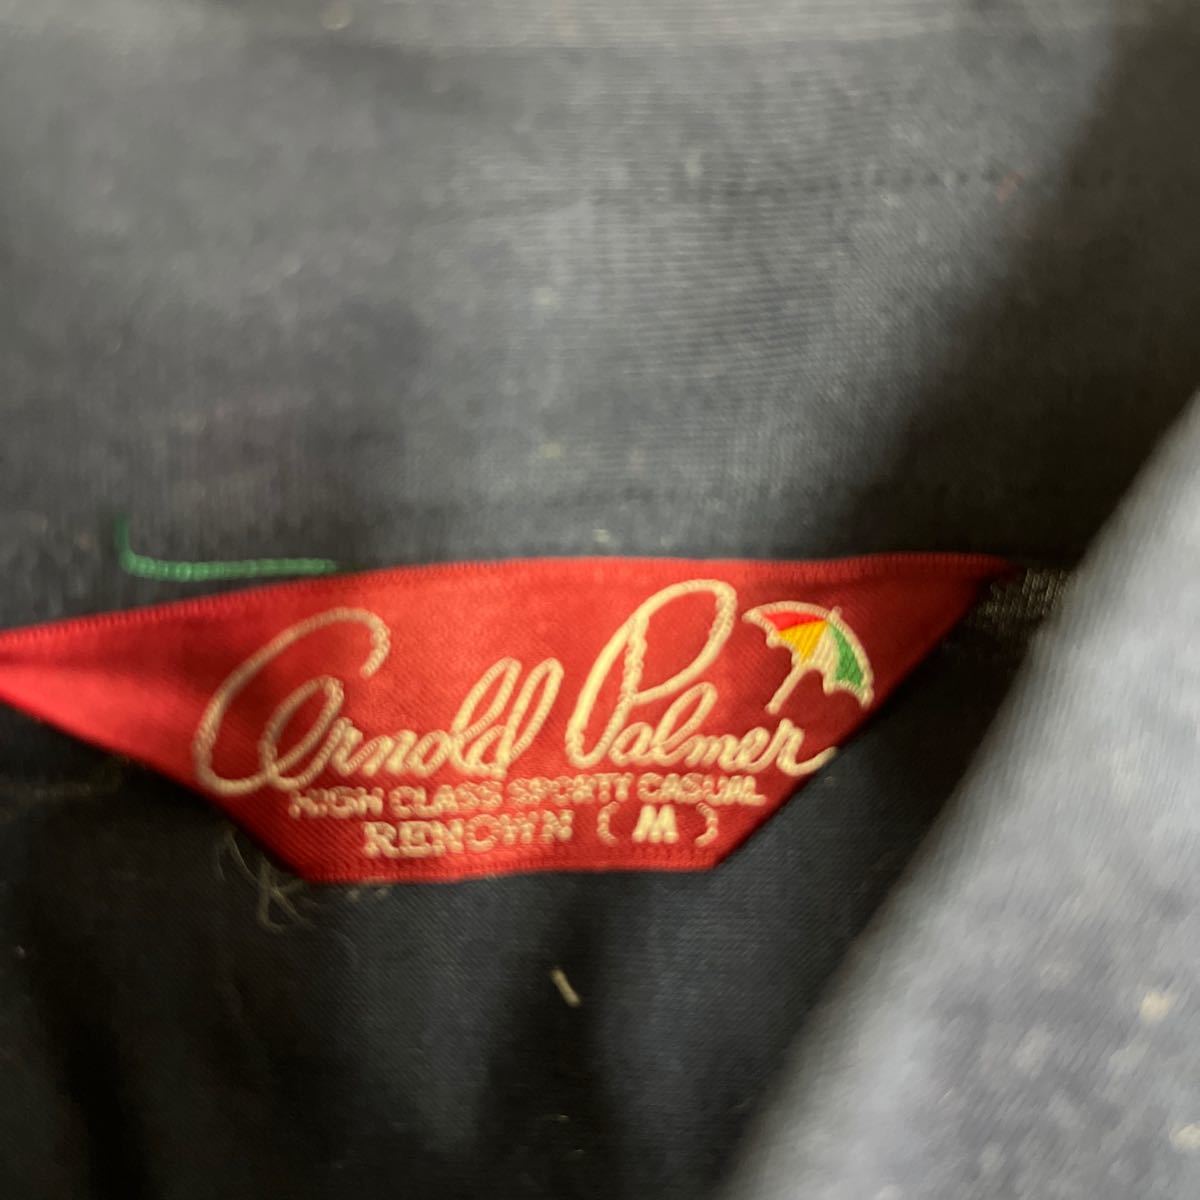 Arnold Palmer
HIGH CLASS SPORTY CASUAL
RENOWN (M)